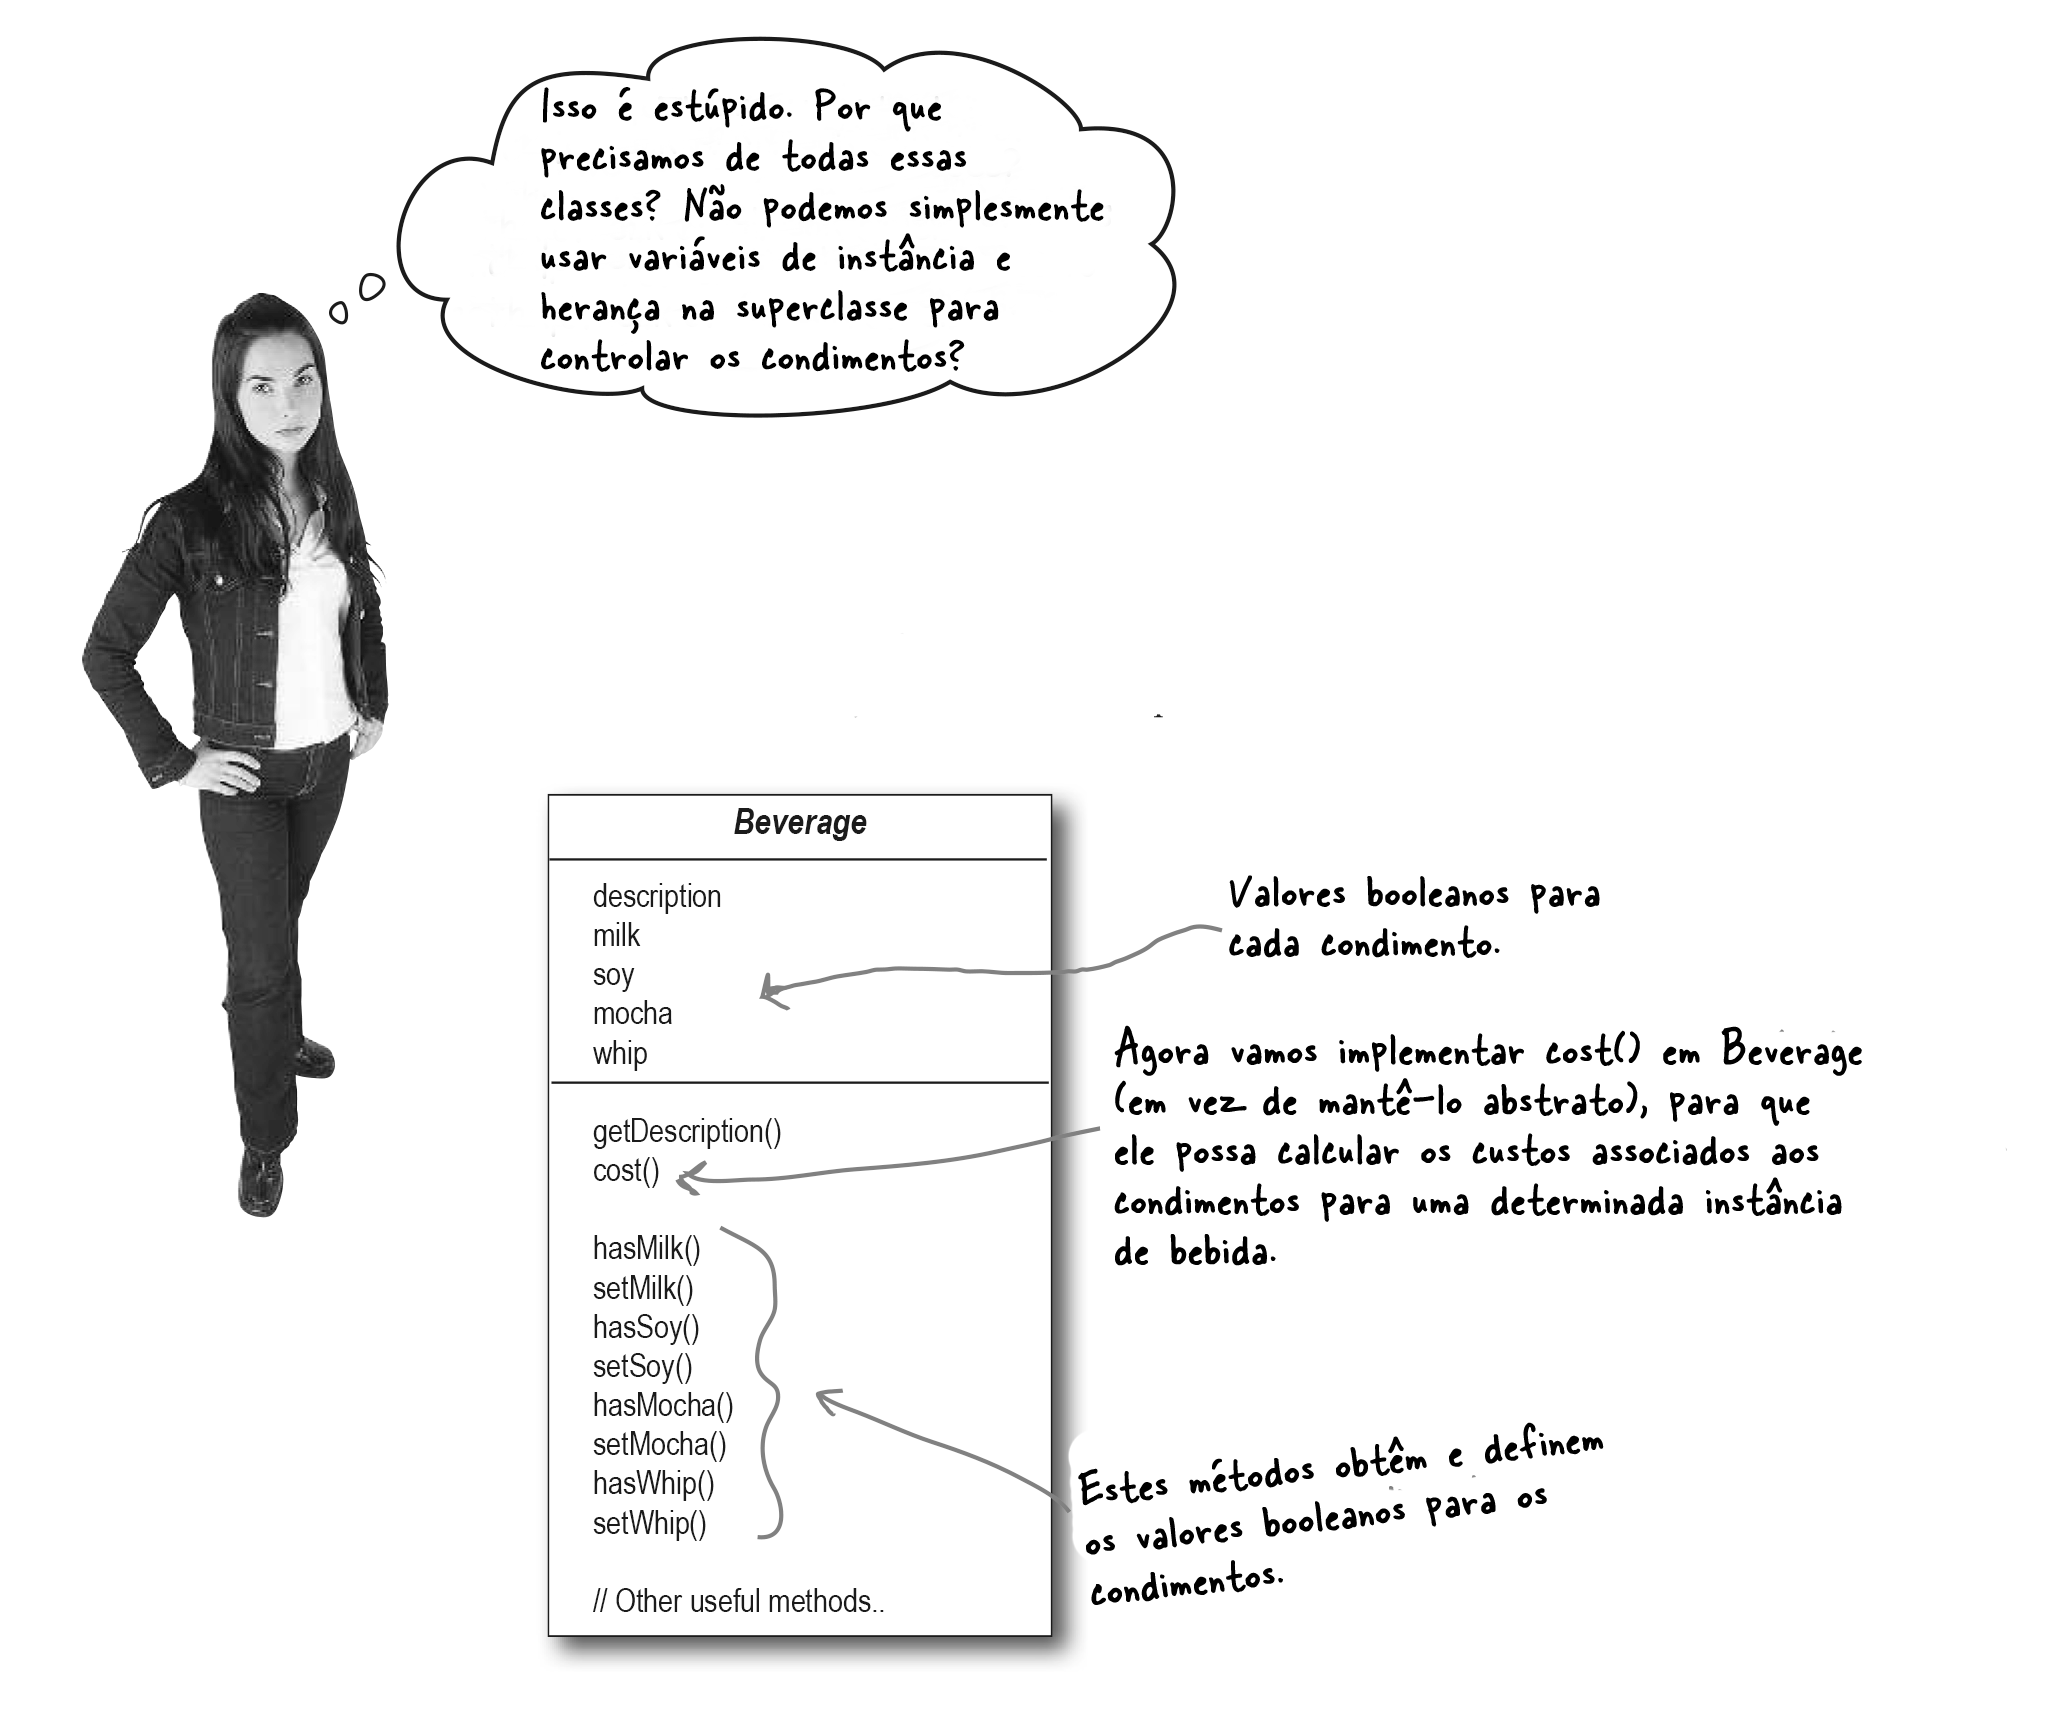 Isso é estúpido. Por que
precisamos de todas essas
classes? Não podemos simplesmente
usar variáveis de instância e
herança na superclasse para
controlar os condimentos?
Beverage
description
milk
soy
mocha
whip
getDescription()
cost()
hasMilk()
setMilk()
hasSoy()
setSoy()
hasMocha()
setMocha()
hasWhip()
setWhip()
// Other useful methods..
Valores booleanos para
cada condimento.
Agora vamos implementar cost() em Beverage
(em vez de mantê-lo abstrato), para que
ele possa calcular os custos associados aos
condimentos para uma determinada instância
de bebida.
Estes métodos obtêm e definem
os valores booleanos para os
condimentos.